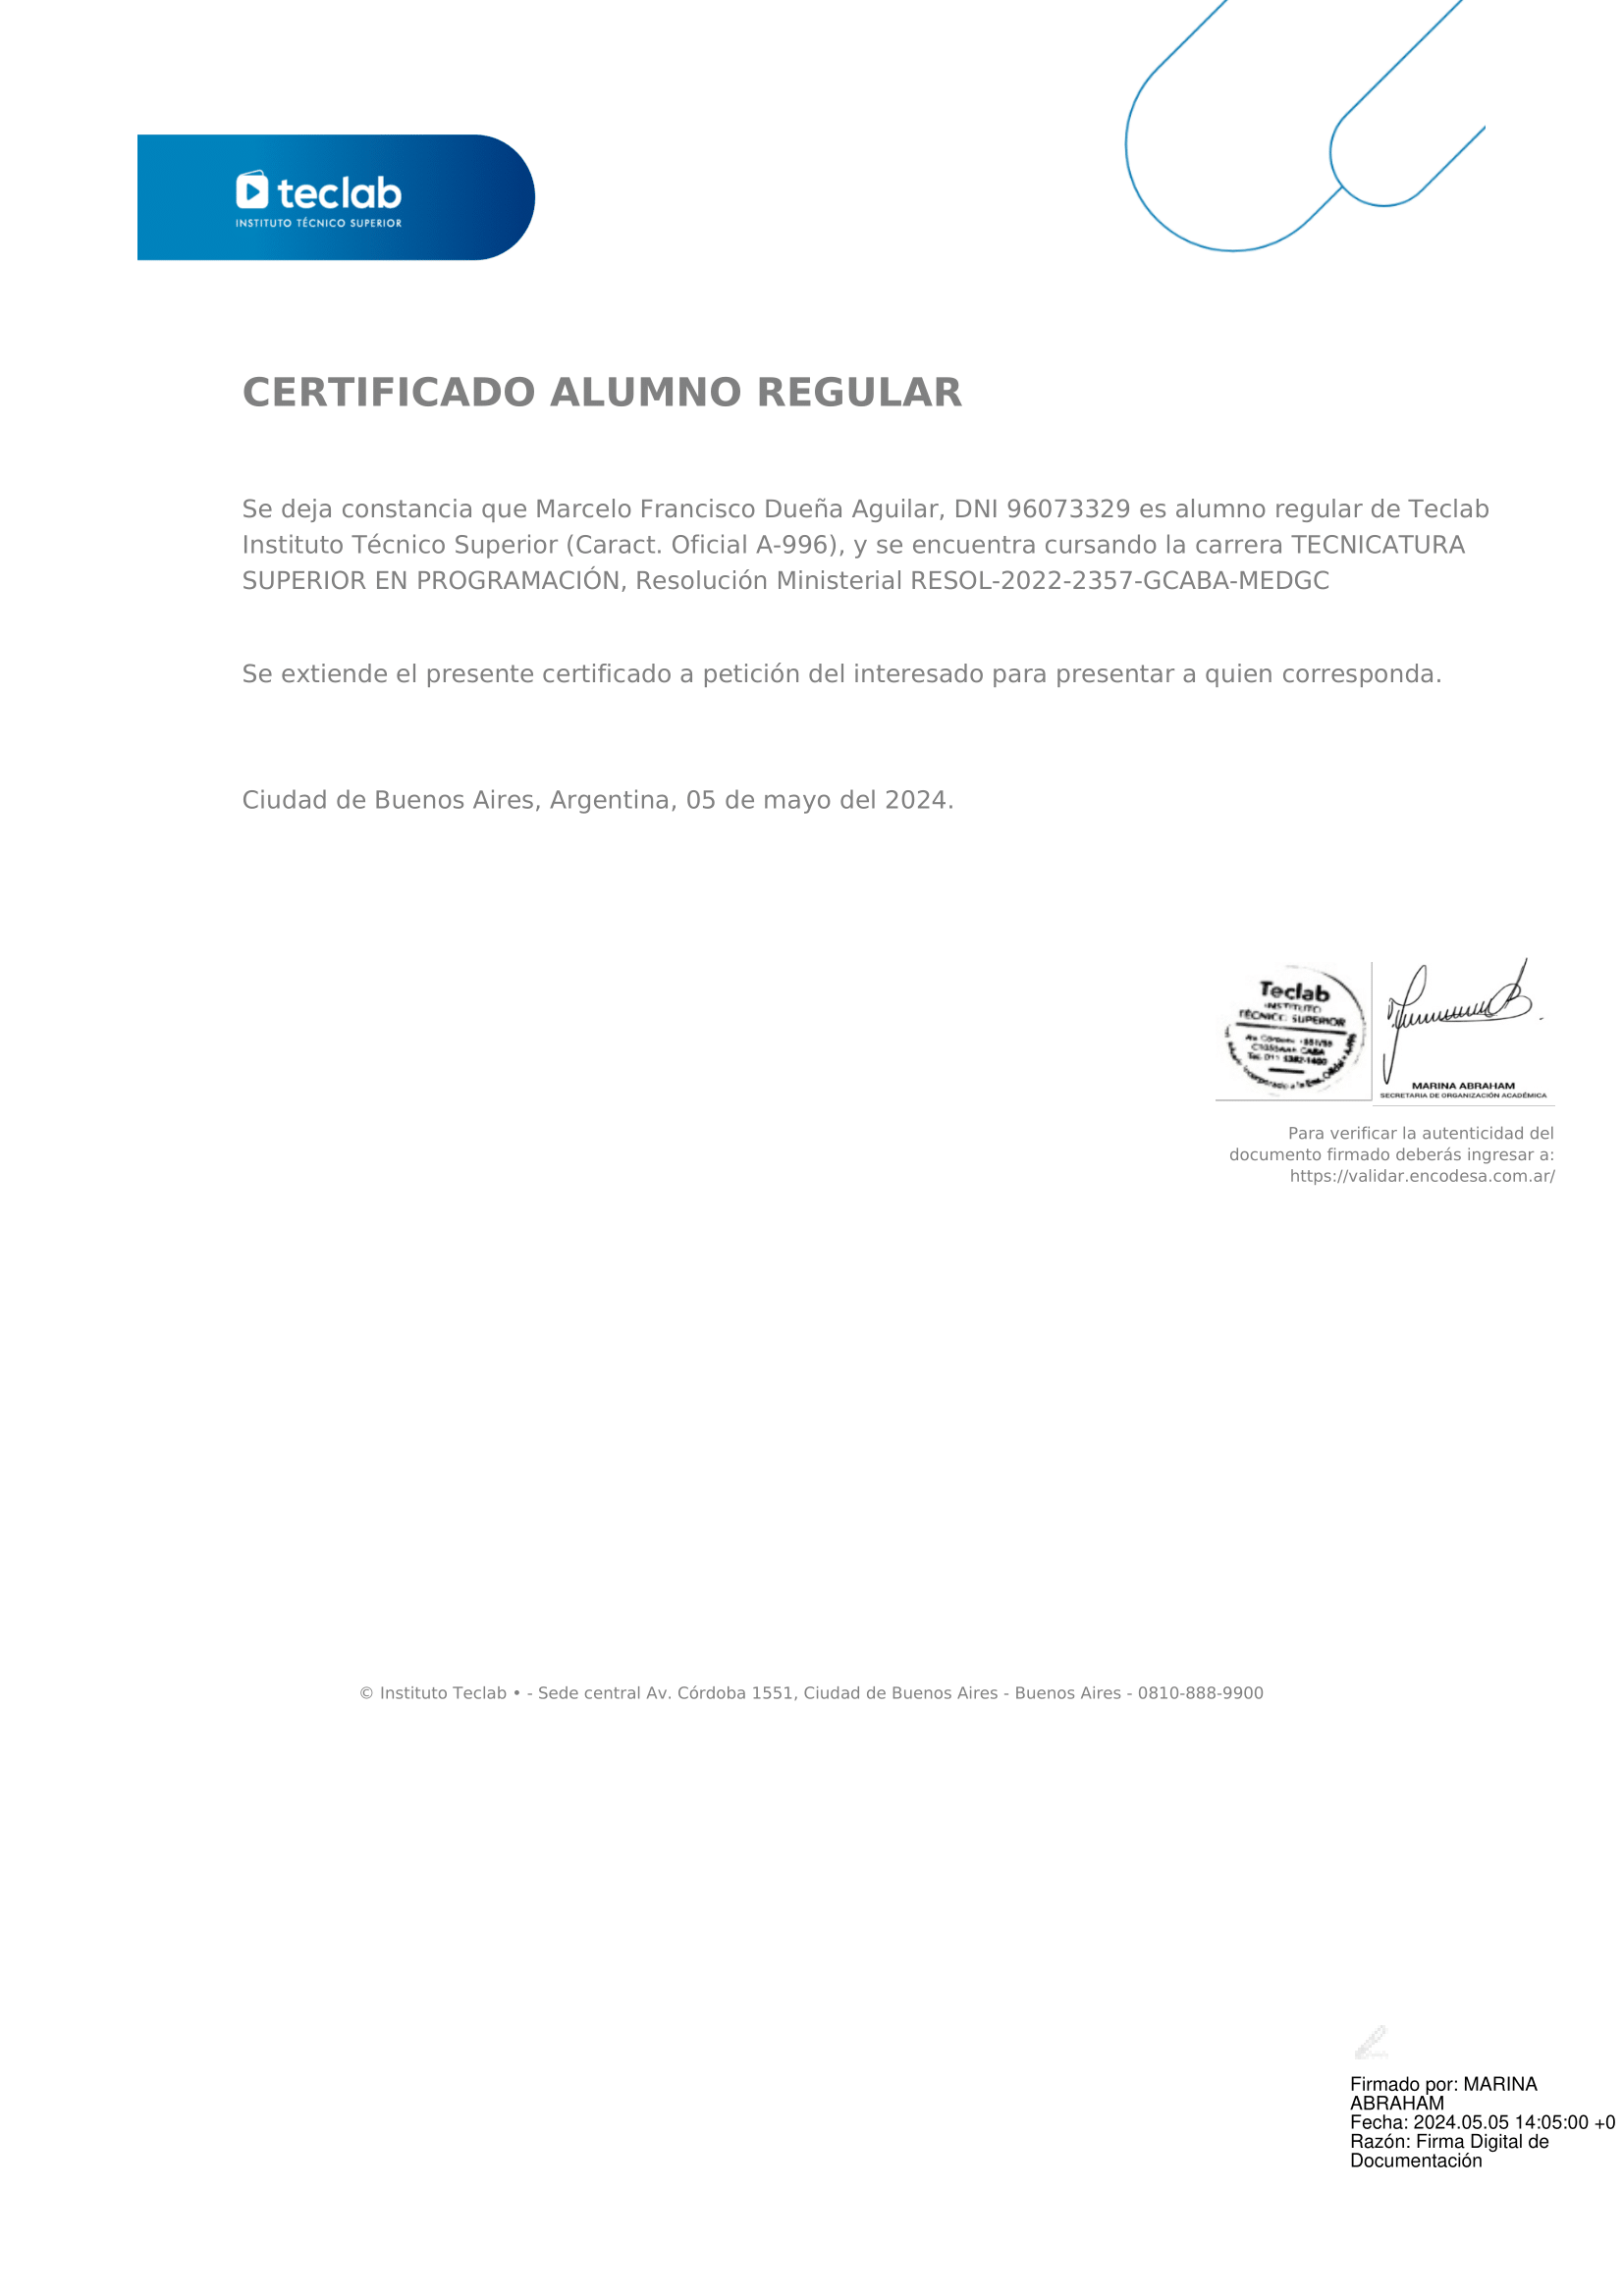 teclab
INSTITUTO TÉCNICO SUPERIOR
CERTIFICADO ALUMNO REGULAR
Se deja constancia que Marcelo Francisco Dueña Aguilar, DNI 96073329 es alumno regular de Teclab
Instituto Técnico Superior (Caract. Oficial A-996), y se encuentra cursando la carrera TECNICATURA
SUPERIOR EN PROGRAMACIÓN, Resolución Ministerial RESOL-2022-2357-GCABA-MEDGC
Se extiende el presente certificado a petición del interesado para presentar a quien corresponda.
Ciudad de Buenos Aires, Argentina, 05 de mayo del 2024.
Teclab
INSTITUTO
TÉCNICO SUPERIOR
MARINA ABRAHAM
SECRETARIA DE ORGANIZACIÓN ACADÉMICA
Para verificar la autenticidad del
documento firmado deberás ingresar a:
https://validar.encodesa.com.ar/
© Instituto Teclab • - Sede central Av. Córdoba 1551, Ciudad de Buenos Aires - Buenos Aires - 0810-888-9900
Firmado por: MARINA
ABRAHAM
Fecha: 2024.05.05 14:05:00 +0
Razón: Firma Digital de
Documentación